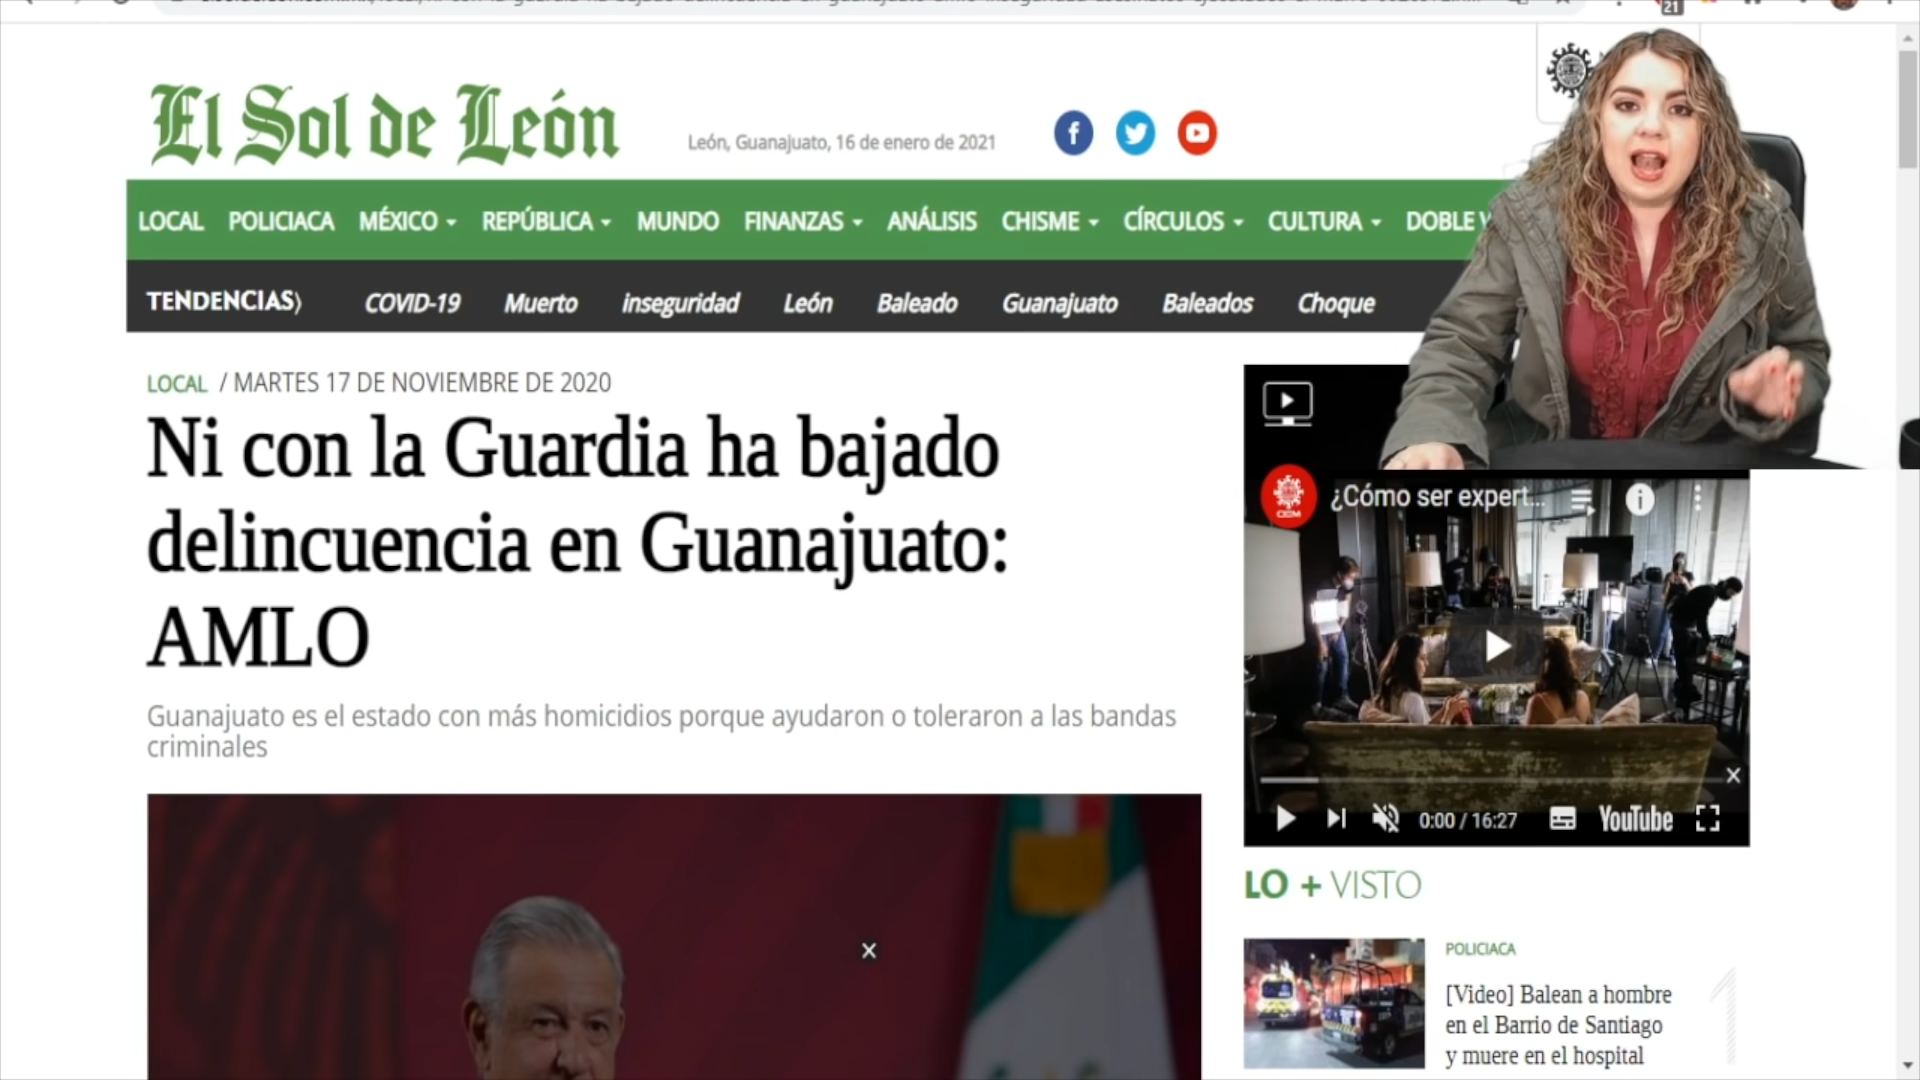 21
El Sol de León
León, Guanajuato, 16 de enero de 2021
LOCAL POLICIACA MÉXICO REPÚBLICA MUNDO FINANZAS ANÁLISIS CHISME CÍRCULOS CULTURA DOBLE
TENDENCIAS⟩ COVID-19 Muerto inseguridad León Baleado Guanajuato Baleados Choque
LOCAL / MARTES 17 DE NOVIEMBRE DE 2020
Ni con la Guardia ha bajado
delincuencia en Guanajuato:
AMLO
Guanajuato es el estado con más homicidios porque ayudaron o toleraron a las bandas
criminales
¿Cómo ser expert...
OEM
0:00 / 16:27 YouTube
LO + VISTO
POLICIACA
[Video] Balean a hombre
en el Barrio de Santiago
y muere en el hospital
1